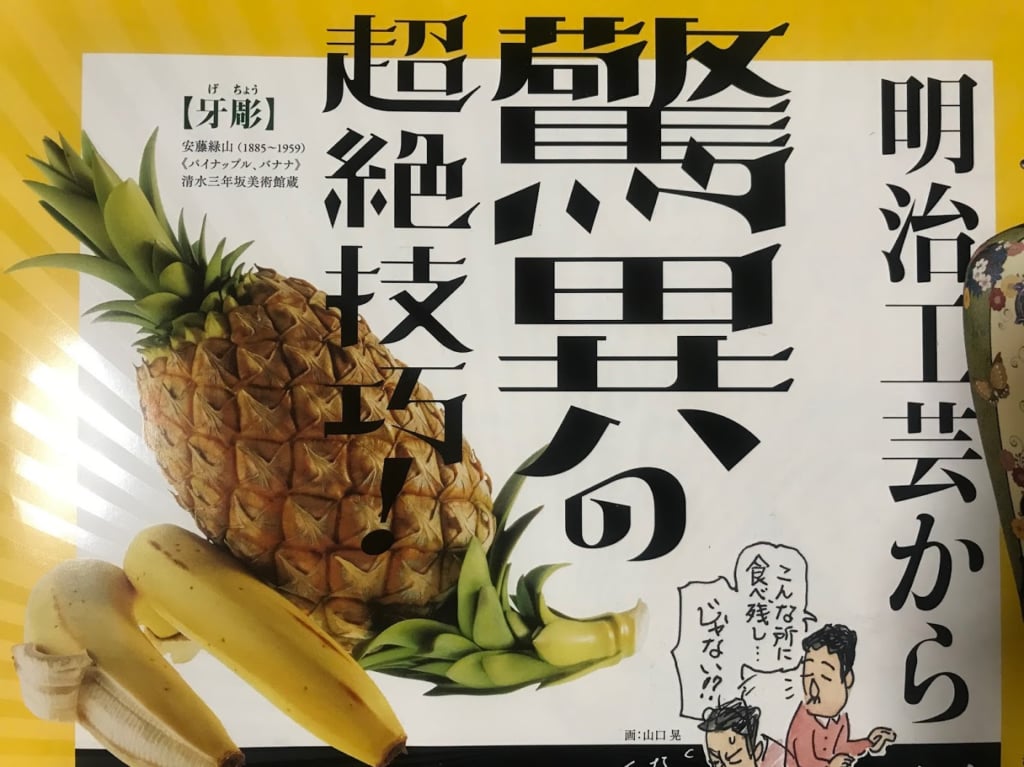 明治工芸から
驚異の
超絶技巧！
げ ちょう
【牙彫】
安藤緑山（1885〜1959）
《パイナップル、バナナ》
清水三年坂美術館蔵
こんな所に
食べ残し…
じゃない!?
画:山口 晃